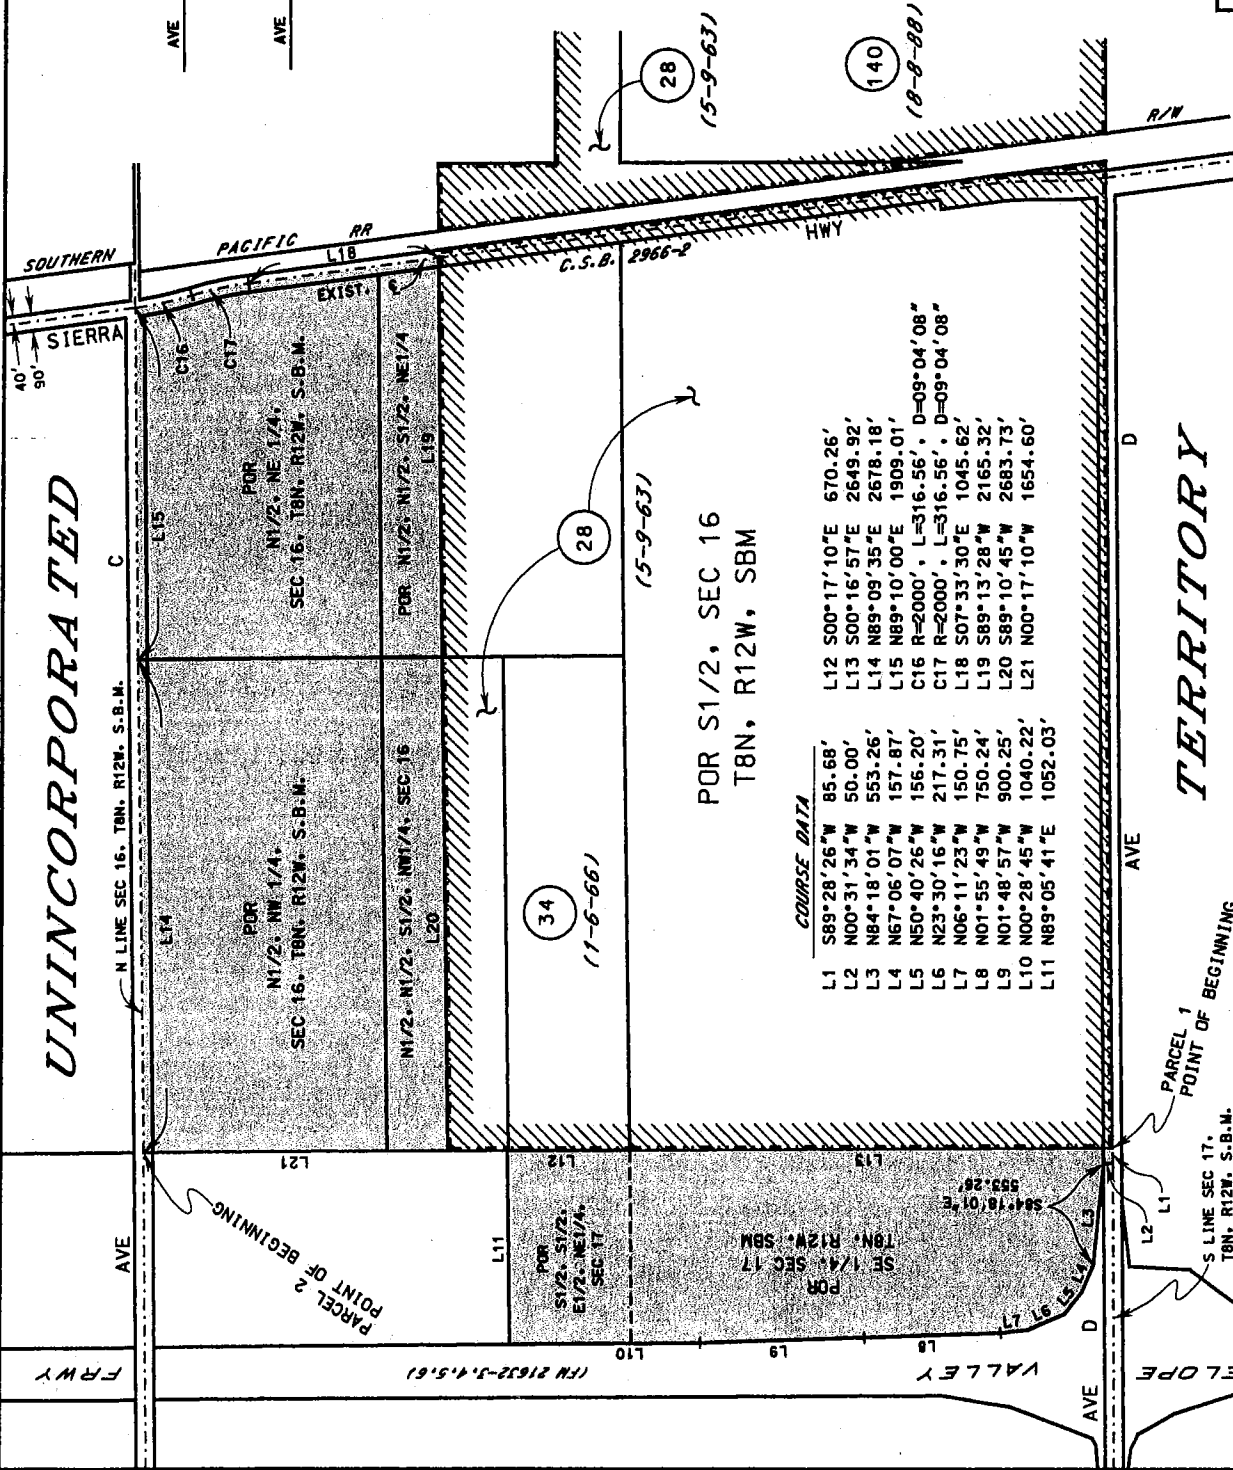 UNINCORPORATED
TERRITORY
AVE
AVE
SOUTHERN
PACIFIC
RR
R/W
40'
90'
SIERRA
HWY
C16
C17
L18
EXIST.
C.S.B. 2966-2
28
(5-9-63)
140
(8-8-88)
N LINE SEC 16, T8N, R12W, S.B.M.
C
AVE
FRWY
L14
L15
POR
N1/2, NW 1/4,
SEC 16, T8N, R12W, S.B.M.
N1/2, N1/2, S1/2, NW1/4, SEC 16
L20
POR
N1/2, NE 1/4,
SEC 16, T8N, R12W, S.B.M.
POR N1/2, N1/2, S1/2, NE1/4
L19
L21
PARCEL 2
POINT OF BEGINNING
28
34
(1-6-66)
(5-9-63)
L11
L12
POR
S1/2, S1/2,
E1/2, NE1/4,
SEC 17
L13
POR
SE 1/4, SEC 17
T8N, R12W, SBM
S84°18'01"E
553.26'
L10
L9
L8
L7
L6
L5
L4
L3
L2
L1
(FM 21632-3,4,5,6)
VALLEY
ELOPE
POR S1/2, SEC 16
T8N, R12W, SBM
COURSE DATA
L1 S89°28'26"W 85.68'
L2 N00°31'34"W 50.00'
L3 N84°18'01"W 553.26'
L4 N67°06'07"W 157.87'
L5 N50°40'26"W 156.20'
L6 N23°30'16"W 217.31'
L7 N06°11'23"W 150.75'
L8 N01°55'49"W 750.24'
L9 N01°48'57"W 900.25'
L10 N00°28'45"W 1040.22'
L11 N89°05'41"E 1052.03'
L12 S00°17'10"E 670.26'
L13 S00°16'57"E 2649.92'
L14 N89°09'35"E 2678.18'
L15 N89°10'00"E 1909.01'
C16 R=2000', L=316.56', D=09°04'08"
C17 R=2000', L=316.56', D=09°04'08"
L18 S07°33'30"E 1045.62'
L19 S89°13'28"W 2165.32'
L20 S89°10'45"W 2683.73'
L21 N00°17'10"W 1654.60'
AVE
D
AVE
D
PARCEL 1
POINT OF BEGINNING
S LINE SEC 17,
T8N, R12W, S.B.M.